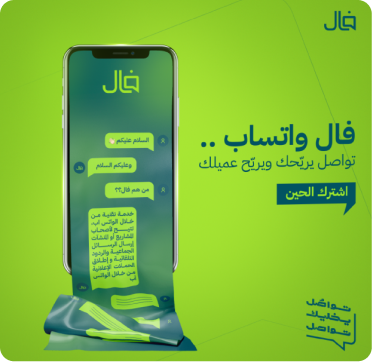 فال
فال
السلام عليكم
وعليكم السلام
من هم فال؟؟
خدمة تقنية من
خلال الواتس اب،
تتيح لأصحاب
المشاريع أو المنشآت
إرسال الرسائل
الجماعية والردود
التلقائية و إطلاق
الحملات الإعلانية
من خلال الواتس
اب
فال واتساب ..
تواصل يريّحك ويريّح عميلك
اشترك الحين
تواصل
يخليك
تواصل